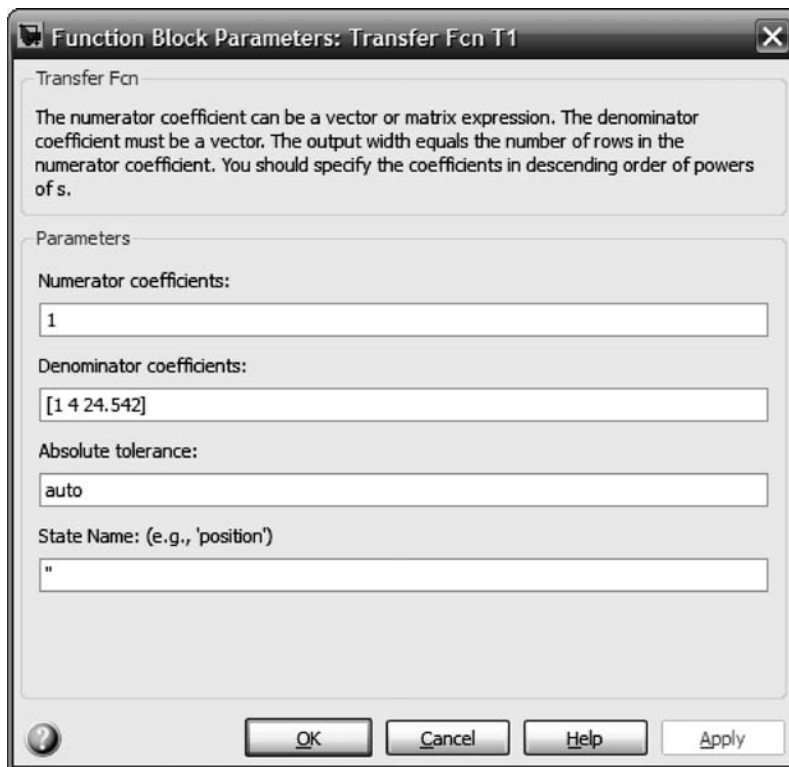 Function Block Parameters: Transfer Fcn T1
Transfer Fcn
The numerator coefficient can be a vector or matrix expression. The denominator
coefficient must be a vector. The output width equals the number of rows in the
numerator coefficient. You should specify the coefficients in descending order of powers
of s.
Parameters
Numerator coefficients:
1
Denominator coefficients:
[1 4 24.542]
Absolute tolerance:
auto
State Name: (e.g., 'position')
''
OK
Cancel
Help
Apply